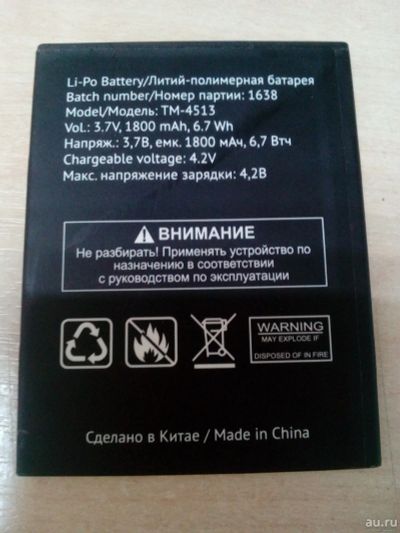 Li-Po Battery/Литий-полимерная батарея
Batch number/Номер партии: 1638
Model/Модель: TM-4513
Vol.: 3.7V, 1800 mAh, 6.7 Wh
Напряж.: 3,7В, емк. 1800 мАч, 6,7 Втч
Chargeable voltage: 4.2V
Макс. напряжение зарядки: 4,2В
ВНИМАНИЕ
Не разбирать! Применять устройство по
назначению в соответствии
с руководством по эксплуатации
WARNING
MAY EXPLODE IF
DISPOSED OF IN FIRE
Сделано в Китае / Made in China
au.ru